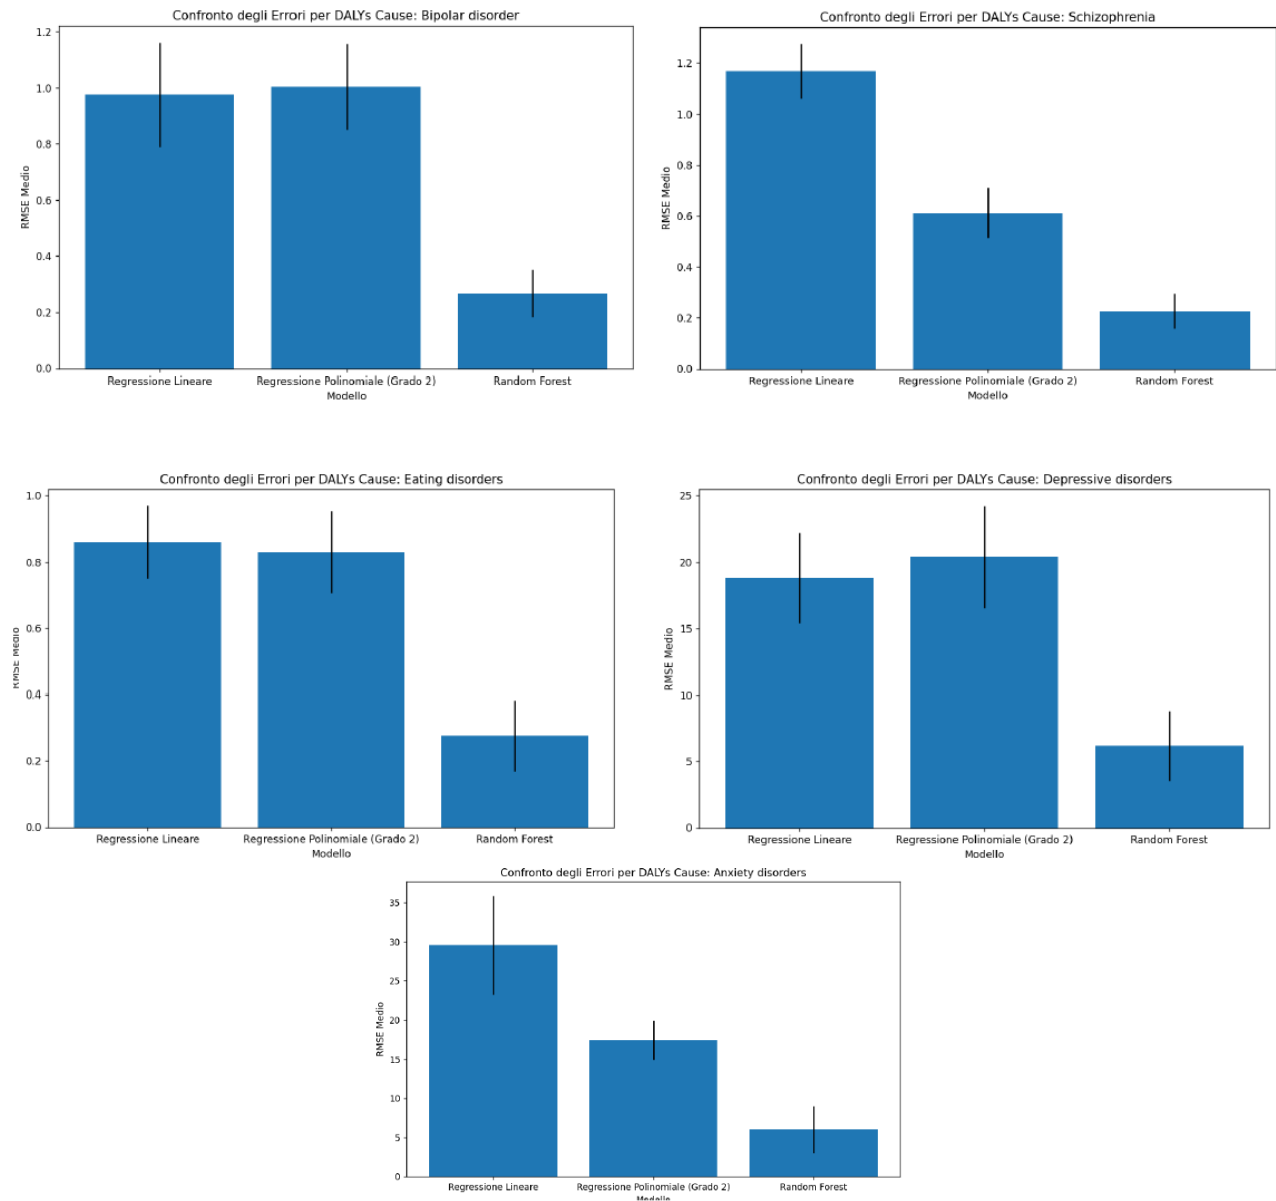 Confronto degli Errori per DALYs Cause: Bipolar disorder
1.2
1.0
0.8
0.6
0.4
0.2
0.0
RMSE Medio
Regressione Lineare
Regressione Polinomiale (Grado 2)
Random Forest
Modello
Confronto degli Errori per DALYs Cause: Schizophrenia
1.2
1.0
0.8
0.6
0.4
0.2
0.0
RMSE Medio
Regressione Lineare
Regressione Polinomiale (Grado 2)
Random Forest
Modello
Confronto degli Errori per DALYs Cause: Eating disorders
1.0
0.8
0.6
0.4
0.2
0.0
RMSE Medio
Regressione Lineare
Regressione Polinomiale (Grado 2)
Random Forest
Modello
Confronto degli Errori per DALYs Cause: Depressive disorders
25
20
15
10
5
0
RMSE Medio
Regressione Lineare
Regressione Polinomiale (Grado 2)
Random Forest
Modello
Confronto degli Errori per DALYs Cause: Anxiety disorders
35
30
25
20
15
10
5
0
RMSE Medio
Regressione Lineare
Regressione Polinomiale (Grado 2)
Random Forest
Modello